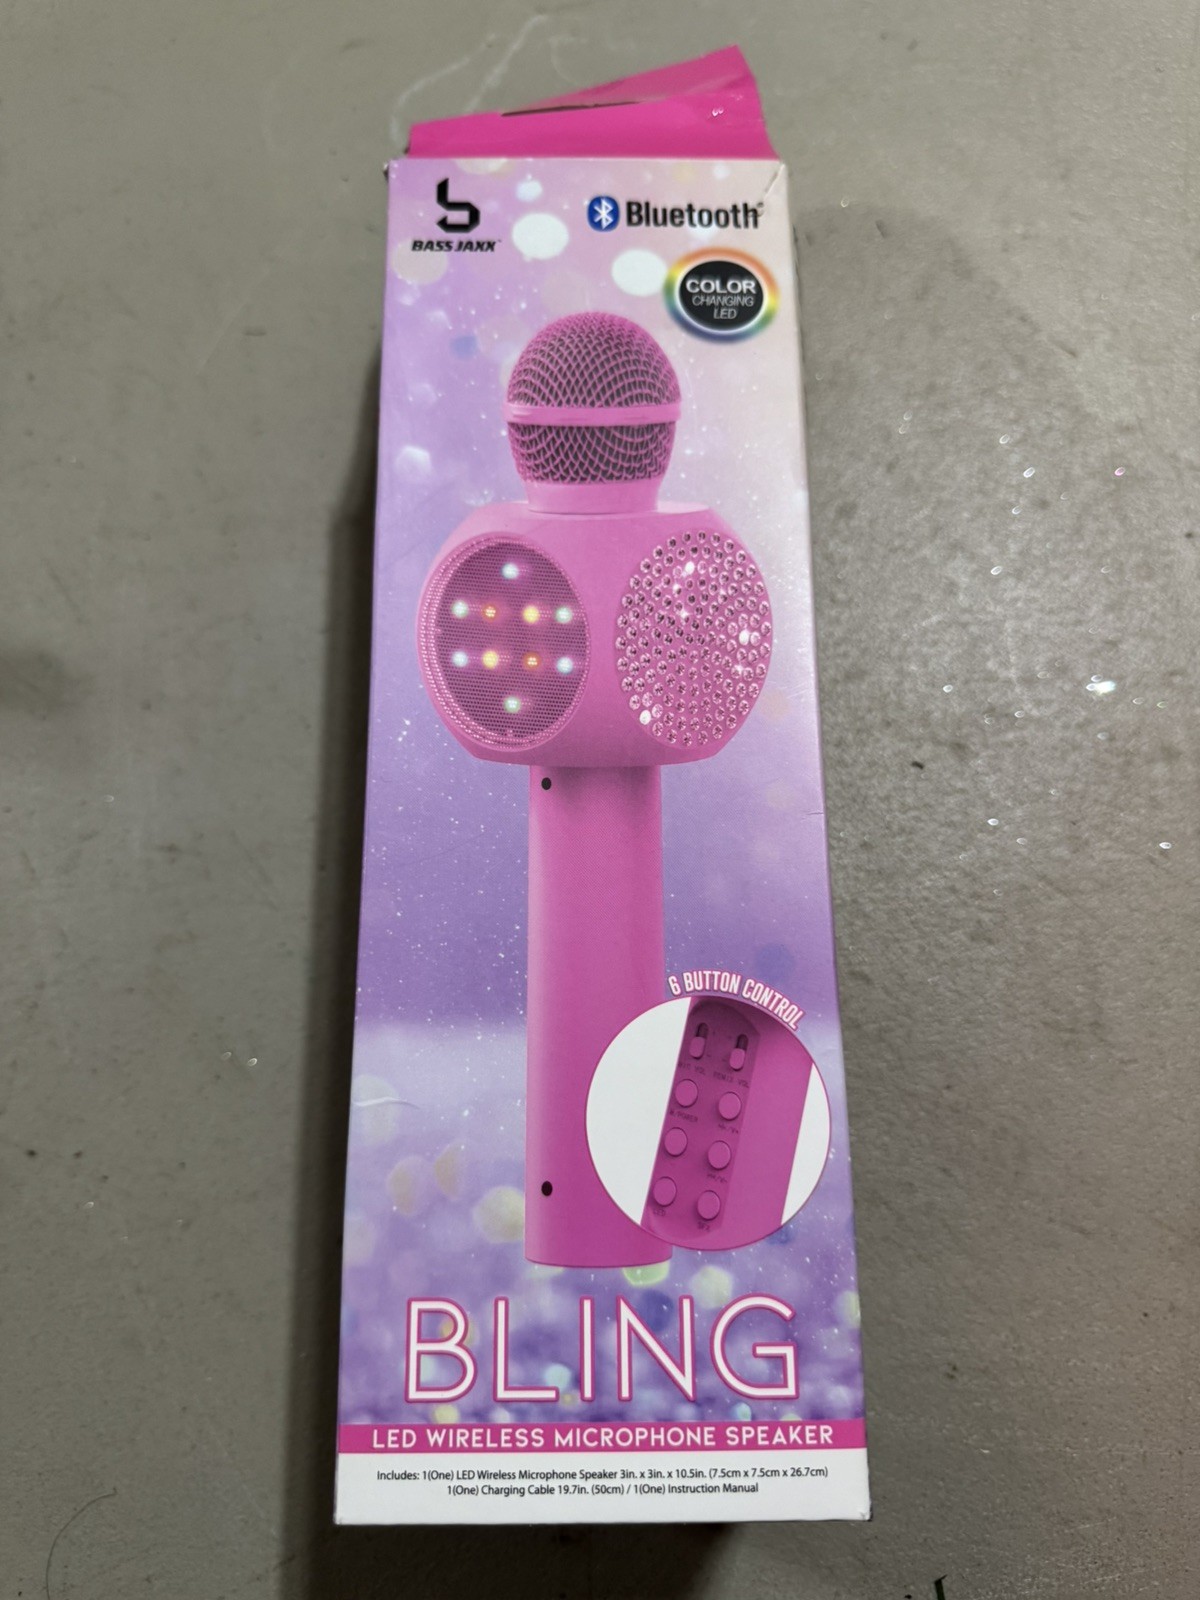 BASS JAXX
Bluetooth®
COLOR
CHANGING
LED
6 BUTTON CONTROL
LED
BLING
LED WIRELESS MICROPHONE SPEAKER
Includes: 1(One) LED Wireless Microphone Speaker 3in. x 3in. x 10.5in. (7.5cm x 7.5cm x 26.7cm)
1(One) Charging Cable 19.7in. (50cm) / 1(One) Instruction Manual